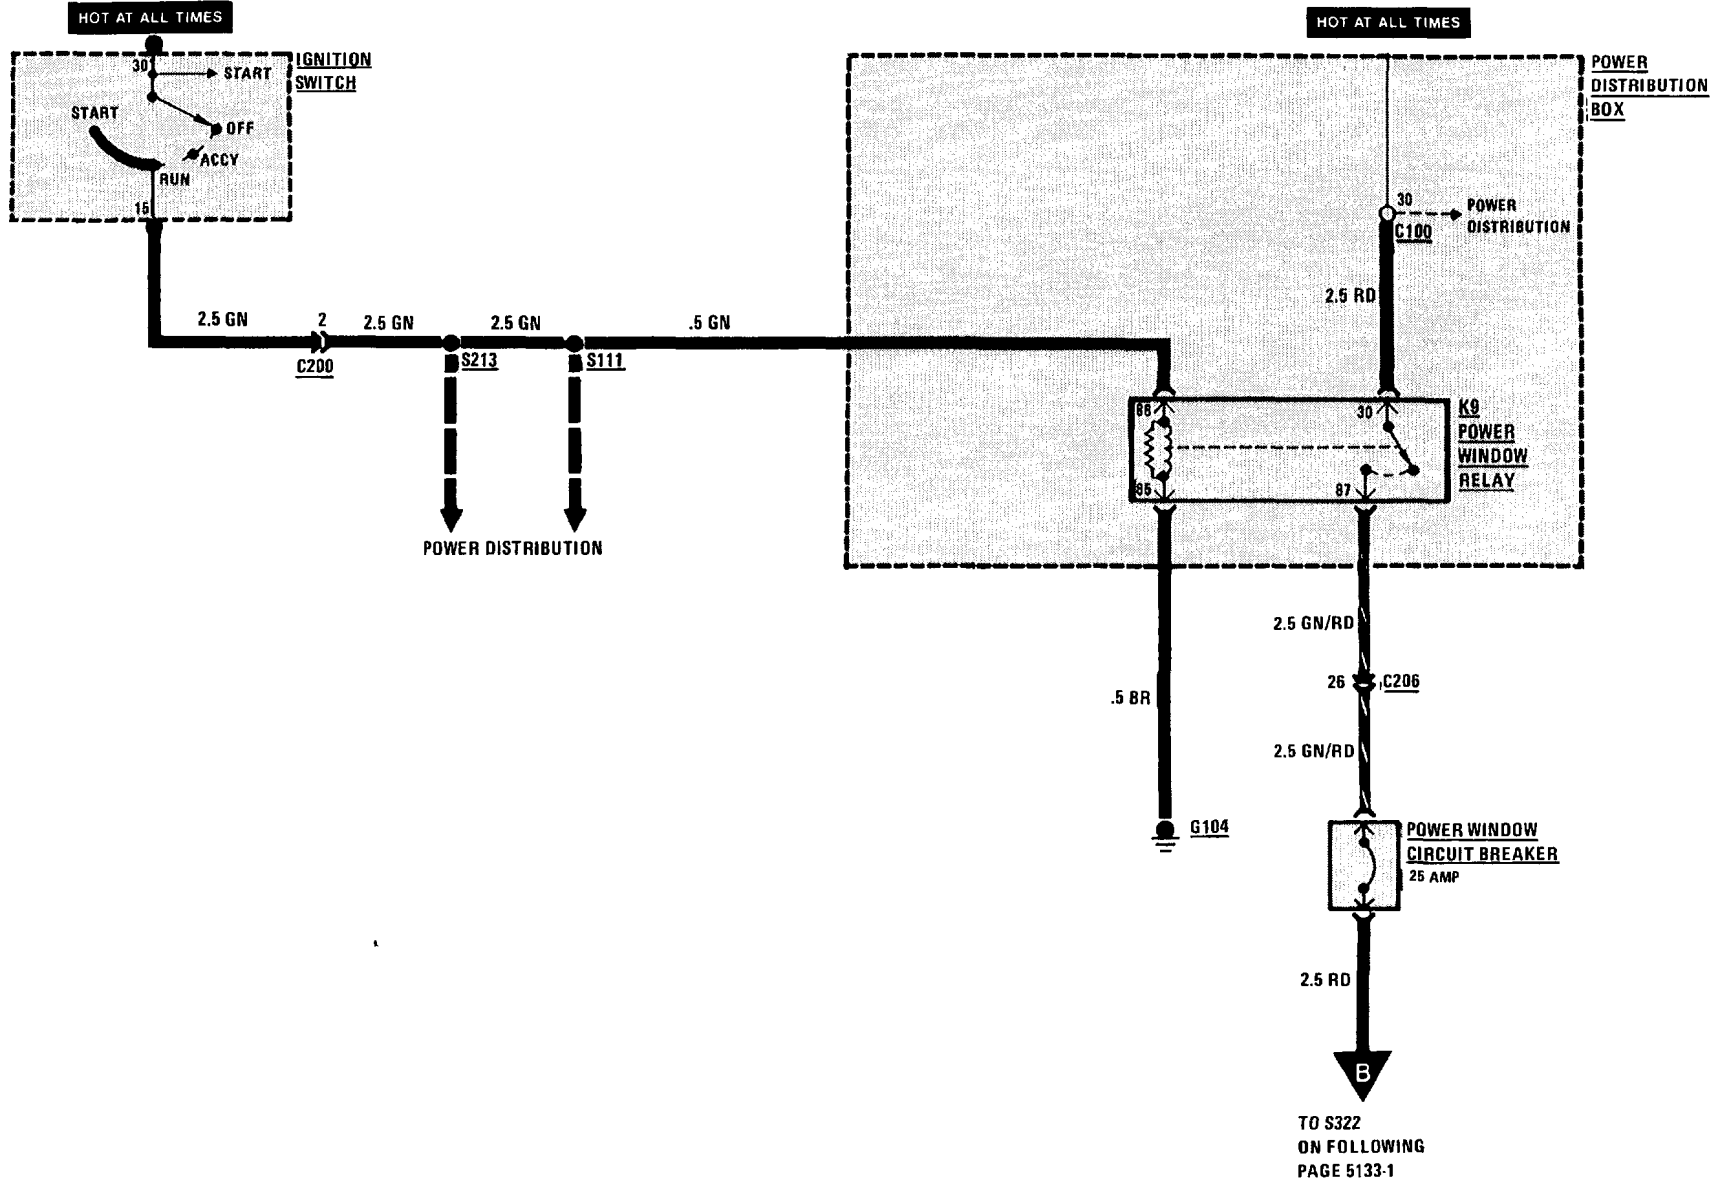 HOT AT ALL TIMES
HOT AT ALL TIMES
30
START
IGNITION
SWITCH
START
OFF
ACCY
RUN
15
POWER
DISTRIBUTION
BOX
30
POWER
DISTRIBUTION
C100
2.5 RD
2.5 GN
2
2.5 GN
2.5 GN
.5 GN
C200
S213
S111
POWER DISTRIBUTION
86
30
K9
POWER
WINDOW
RELAY
85
87
2.5 GN/RD
26
C206
.5 BR
2.5 GN/RD
G104
POWER WINDOW
CIRCUIT BREAKER
25 AMP
2.5 RD
B
TO S322
ON FOLLOWING
PAGE 5133-1